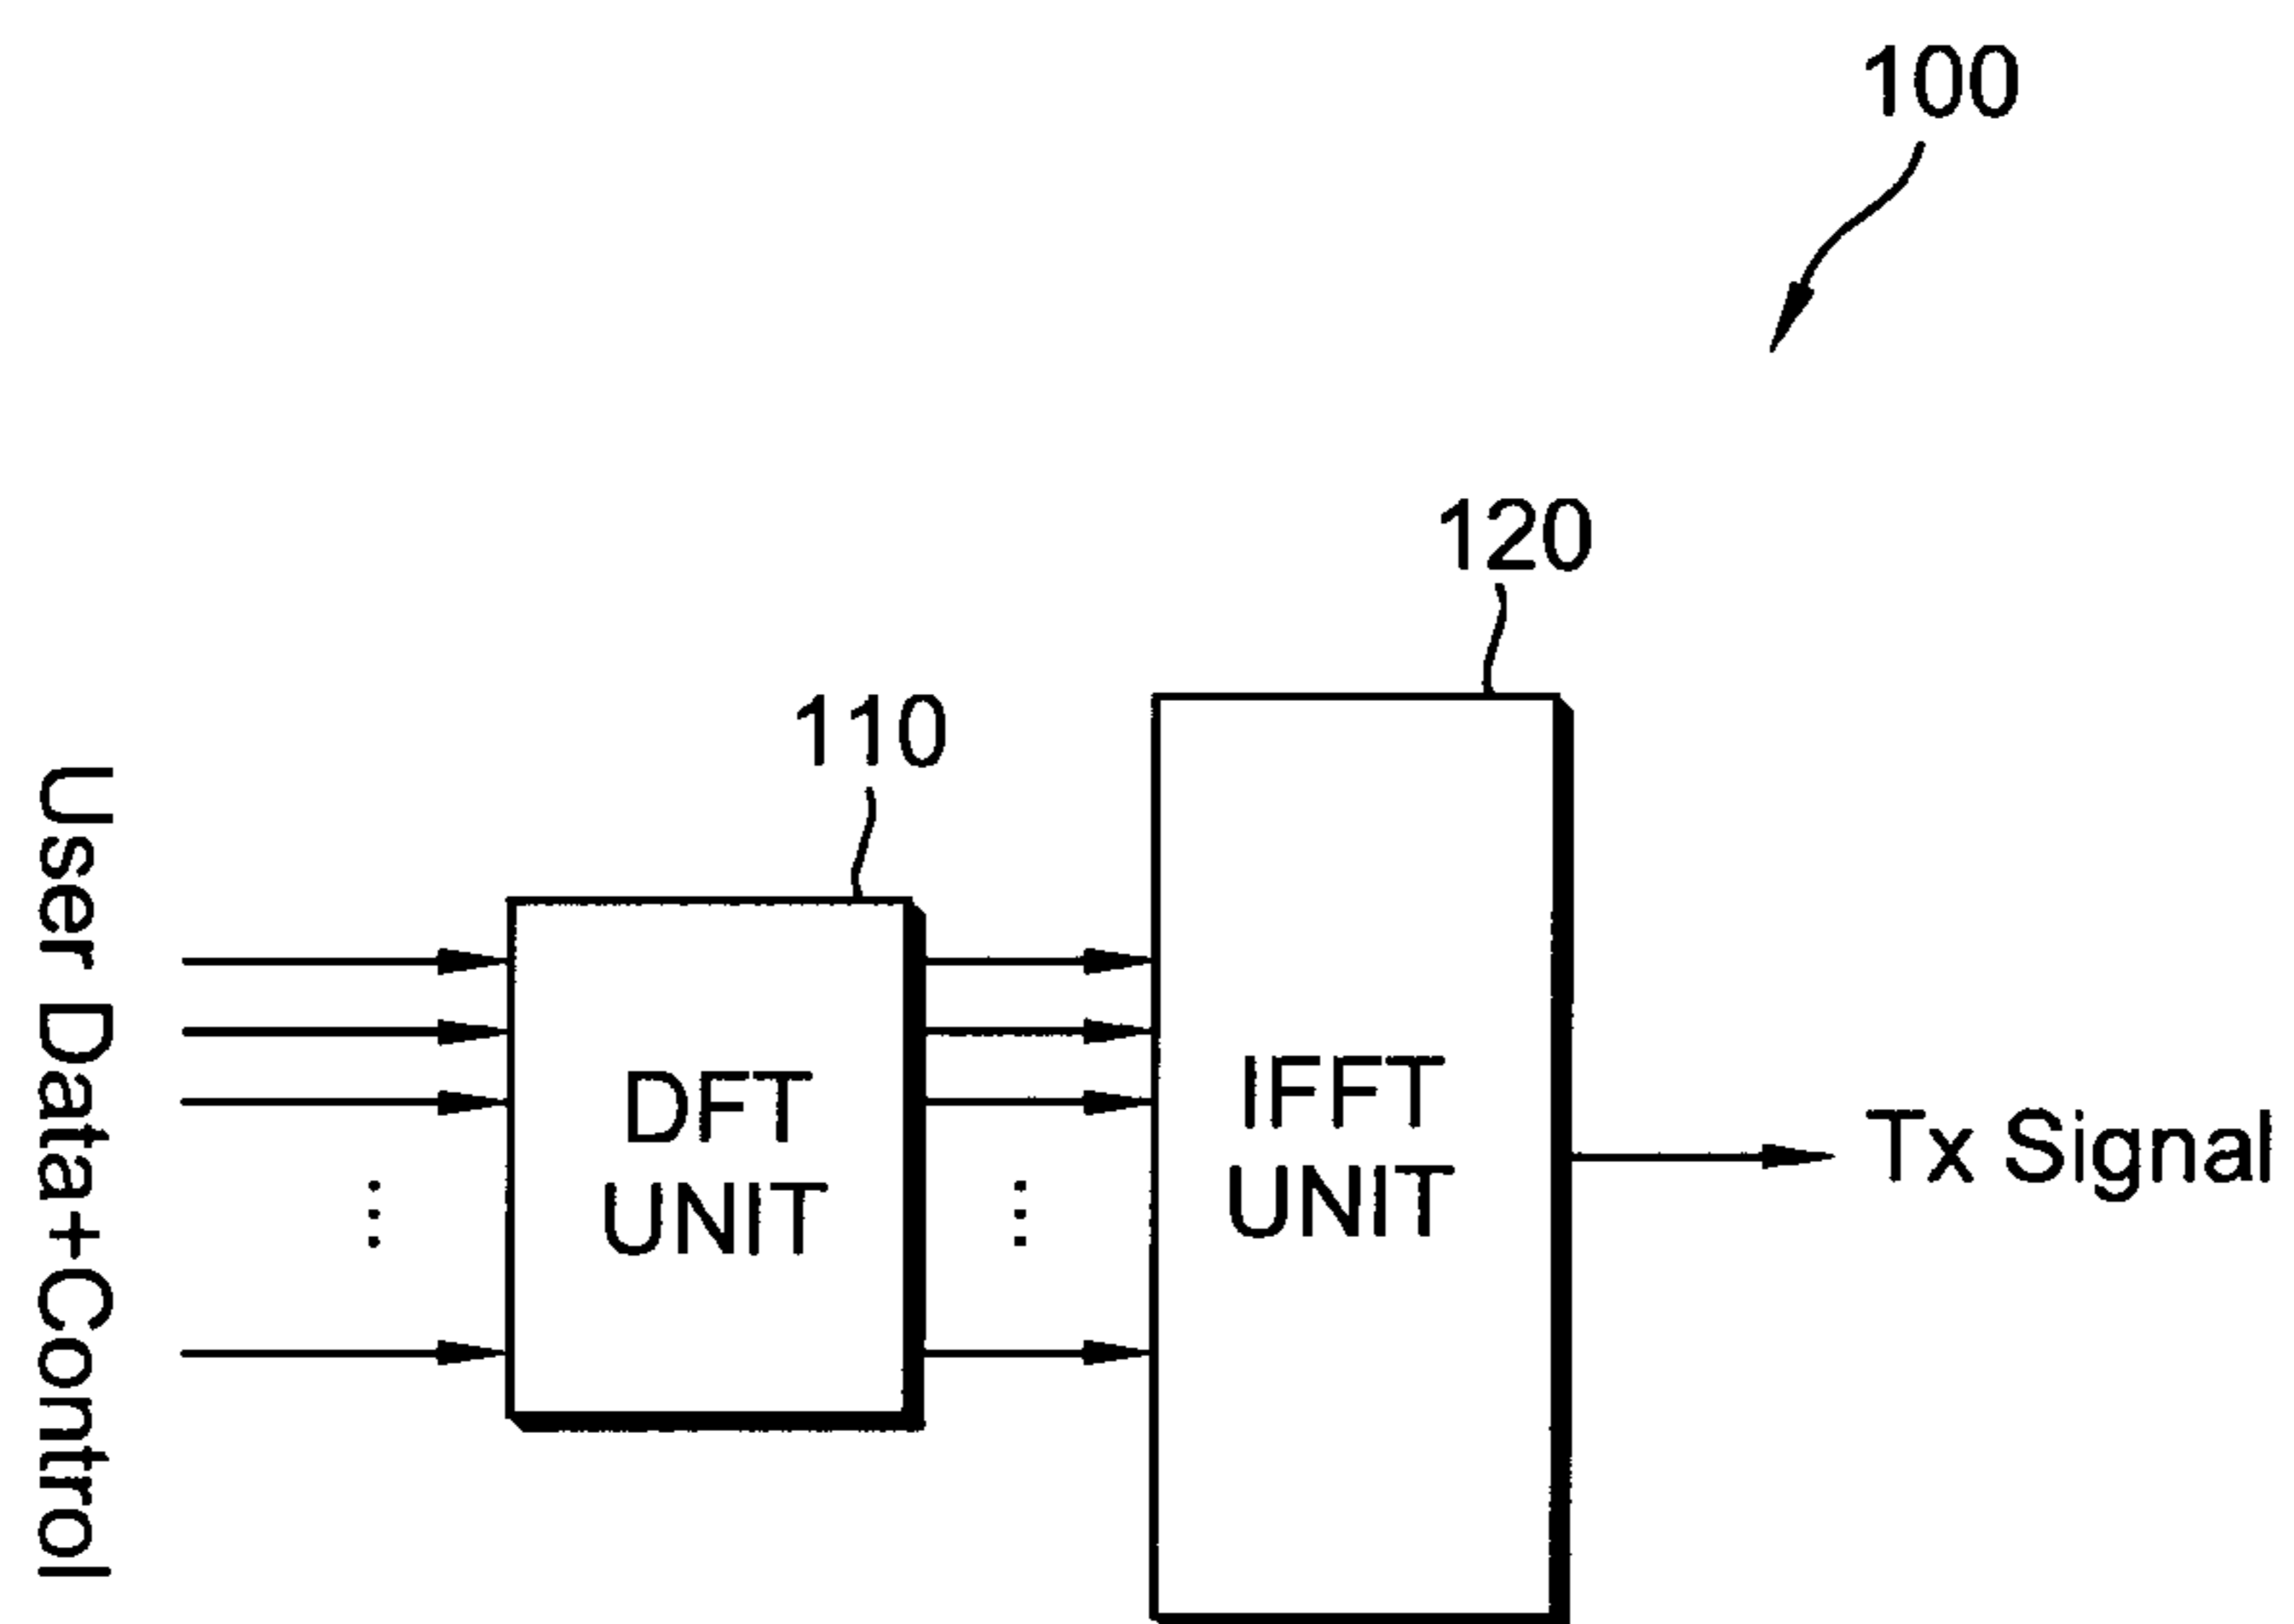 100
120
110
User Data+Control
DFT
UNIT
IFFT
UNIT
Tx Signal